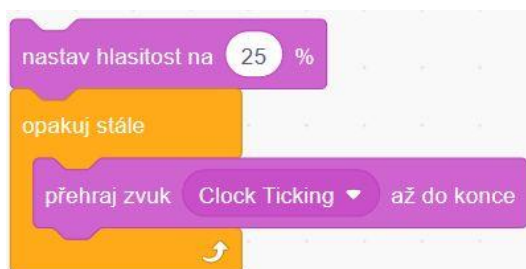 nastav hlasitost na 25 %
opakuj stále
přehraj zvuk Clock Ticking až do konce